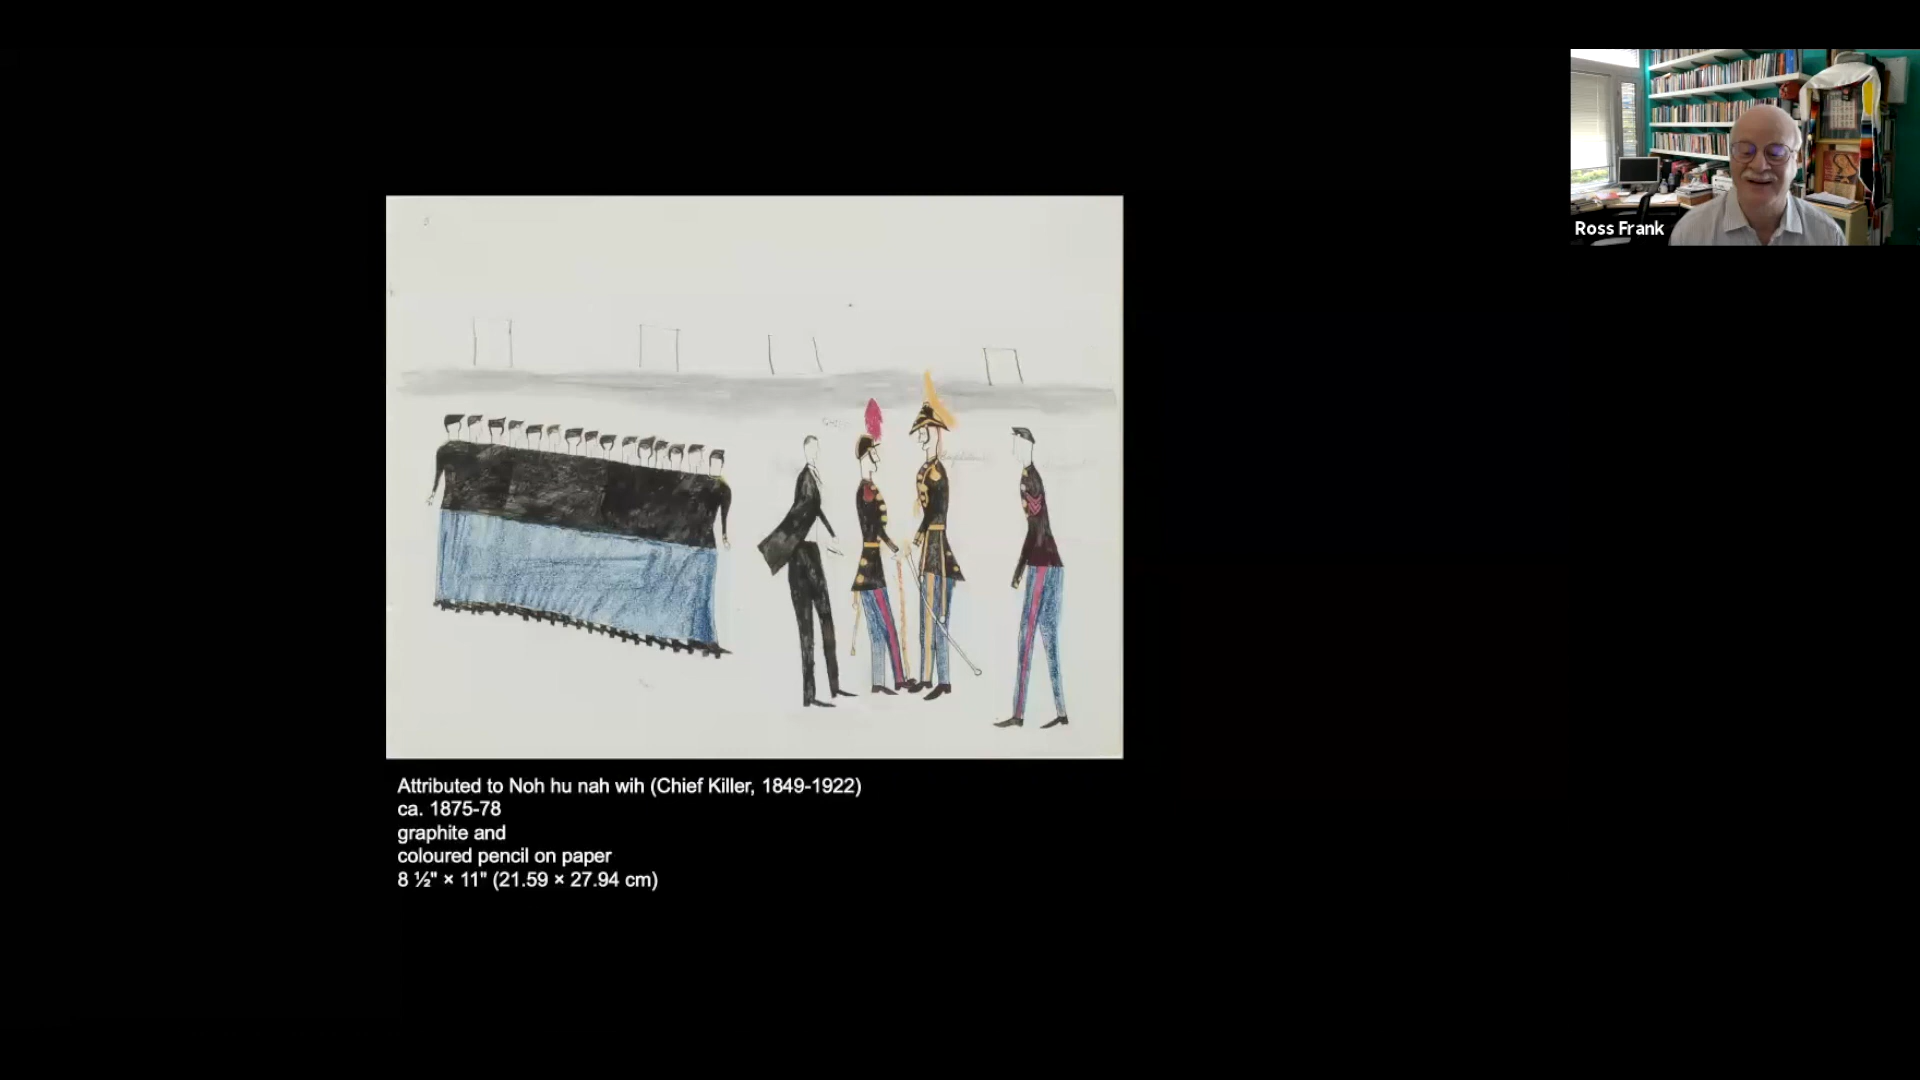 Ross Frank
Attributed to Noh hu nah wih (Chief Killer, 1849-1922)
ca. 1875-78
graphite and
coloured pencil on paper
8 ½" × 11" (21.59 × 27.94 cm)